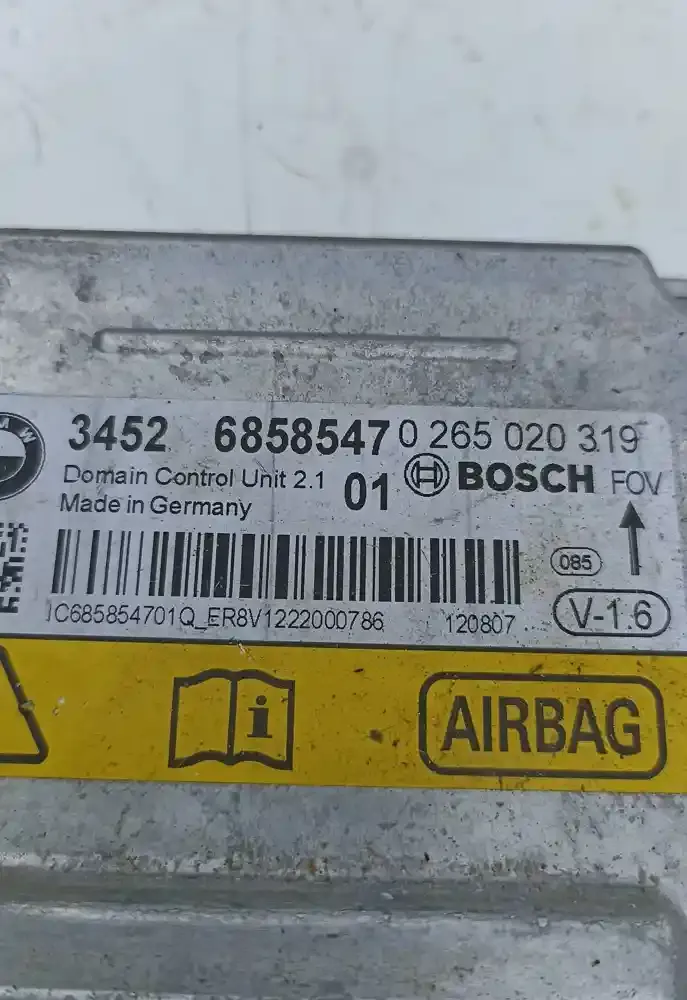 3452 6858547 0 265 020 319
Domain Control Unit 2.1 01 BOSCH FOV
Made in Germany
085
C685854701Q_ER8V1222000786 120807
V-1.6
i AIRBAG